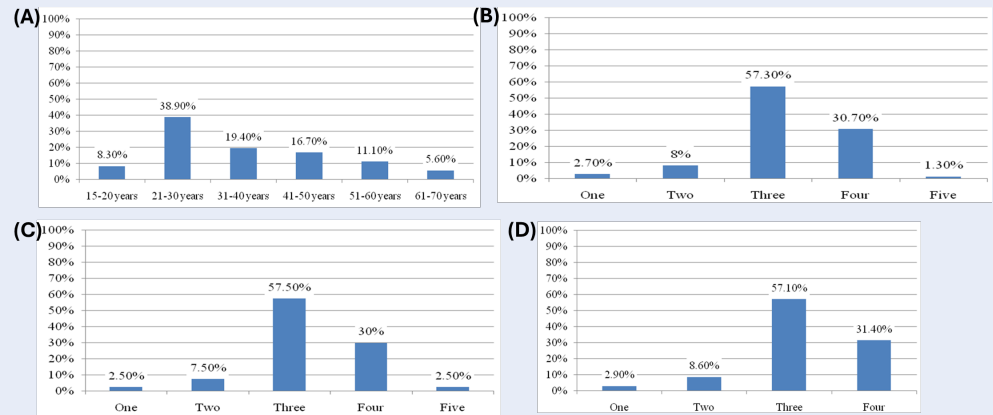 (A)
100%
90%
80%
70%
60%
50%
40%
30%
20%
10%
0%
8.30%
38.90%
19.40%
16.70%
11.10%
5.60%
15-20 years
21-30 years
31-40 years
41-50 years
51-60 years
61-70 years
(B)
100%
90%
80%
70%
60%
50%
40%
30%
20%
10%
0%
2.70%
8%
57.30%
30.70%
1.30%
One
Two
Three
Four
Five
(C)
100%
90%
80%
70%
60%
50%
40%
30%
20%
10%
0%
2.50%
7.50%
57.50%
30%
2.50%
One
Two
Three
Four
Five
(D)
100%
90%
80%
70%
60%
50%
40%
30%
20%
10%
0%
2.90%
8.60%
57.10%
31.40%
One
Two
Three
Four